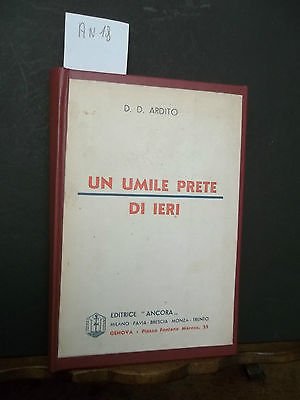 AN 18
D. D. ARDITO
UN UMILE PRETE
DI IERI
EDITRICE "ANCORA"
MILANO - PAVIA - BRESCIA - MONZA - TRENTO
GENOVA - Piazza Fontane Marose, 25